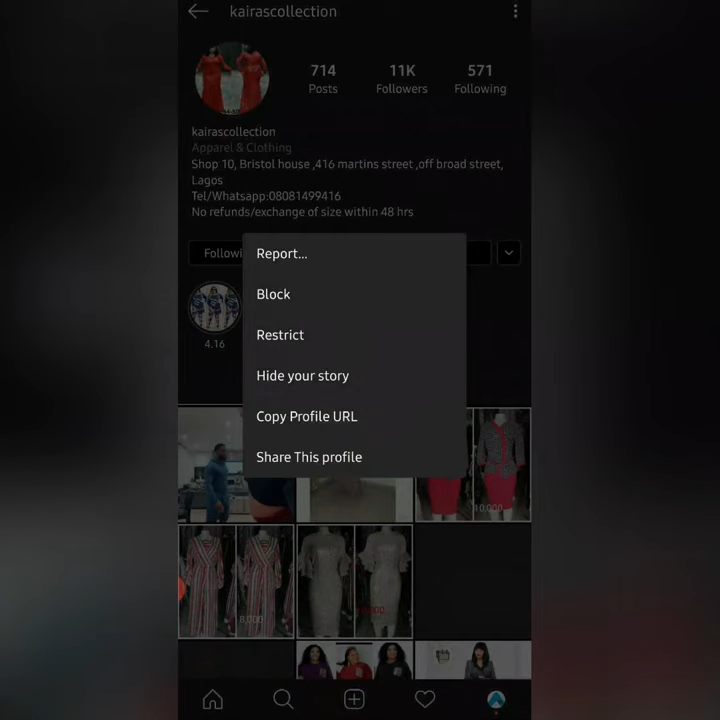 kairascollection
714
11K
571
Posts
Followers
Following
kairascollection
Apparel & Clothing
Shop 10, Bristol house ,416 martins street ,off broad street,
Lagos
Tel/Whatsapp:08081499416
No refunds/exchange of size within 48 hrs
Followi
Report...
Block
Restrict
Hide your story
Copy Profile URL
Share This profile
4.16
10,000
8,000